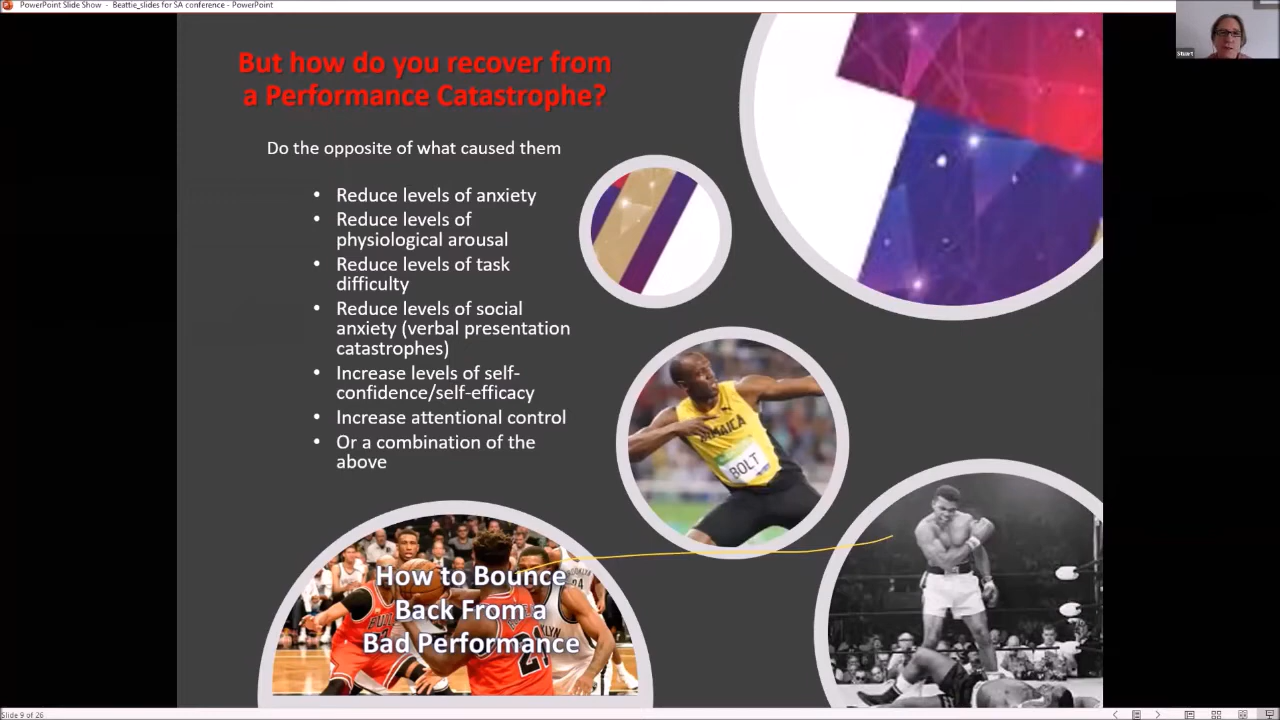 PowerPoint Slide Show - Beattie_slides for SA conference - PowerPoint
Stuart
But how do you recover from
a Performance Catastrophe?
Do the opposite of what caused them
• Reduce levels of anxiety
• Reduce levels of
physiological arousal
• Reduce levels of task
difficulty
• Reduce levels of social
anxiety (verbal presentation
catastrophes)
• Increase levels of self-
confidence/self-efficacy
• Increase attentional control
• Or a combination of the
above
JAMAICA
BOLT
How to Bounce
Back From a
Bad Performance
Slide 9 of 26